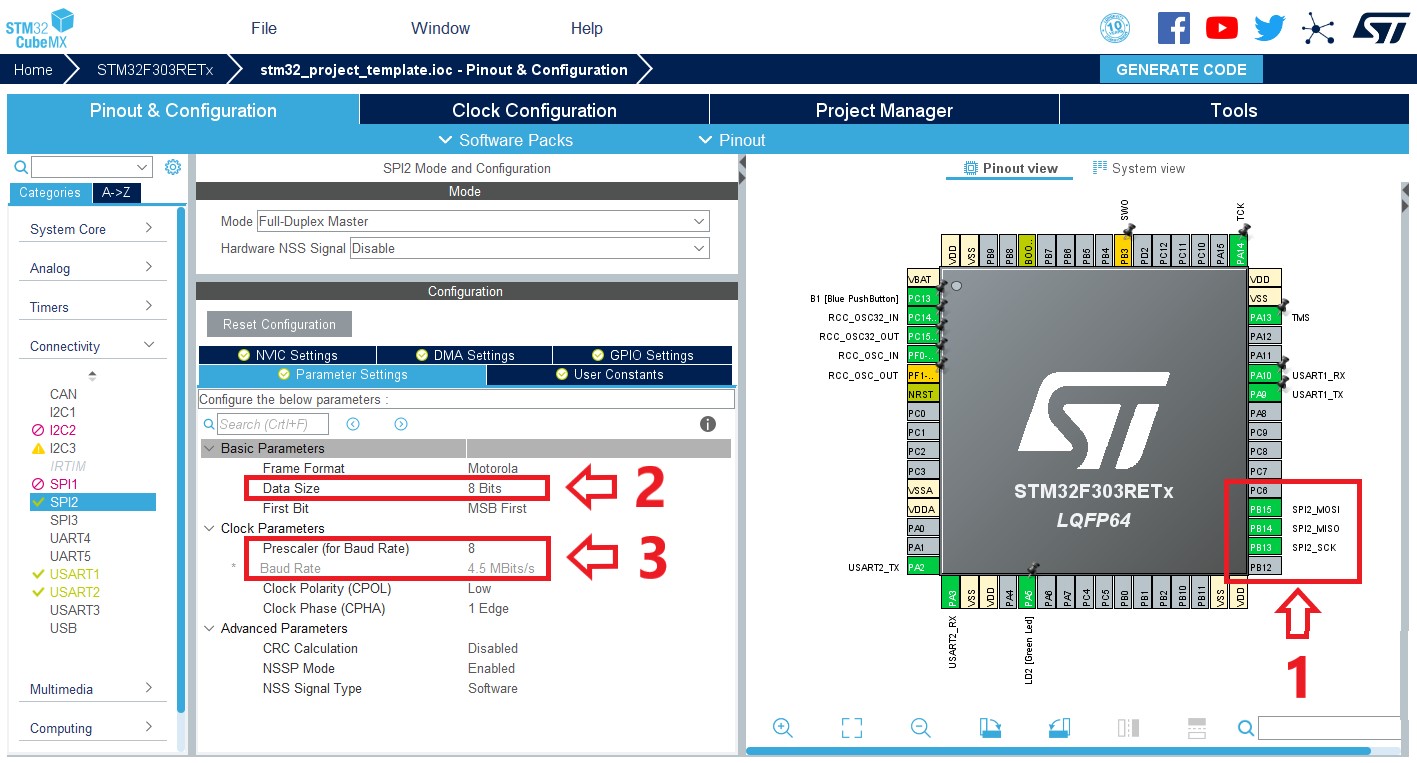 STM32
CubeMX
File Window Help
10
Home STM32F303RETx stm32_project_template.ioc - Pinout & Configuration GENERATE CODE
Pinout & Configuration Clock Configuration Project Manager Tools
Software Packs Pinout
Categories A->Z
System Core
Analog
Timers
Connectivity
CAN
I2C1
I2C2
I2C3
IRTIM
SPI1
SPI2
SPI3
UART4
UART5
USART1
USART2
USART3
USB
Multimedia
Computing
SPI2 Mode and Configuration
Mode
Mode Full-Duplex Master
Hardware NSS Signal Disable
Configuration
Reset Configuration
NVIC Settings DMA Settings GPIO Settings
Parameter Settings User Constants
Configure the below parameters :
Search (Crtl+F)
Basic Parameters
Frame Format Motorola
Data Size 8 Bits
First Bit MSB First
Clock Parameters
Prescaler (for Baud Rate) 8
* Baud Rate 4.5 MBits/s
Clock Polarity (CPOL) Low
Clock Phase (CPHA) 1 Edge
Advanced Parameters
CRC Calculation Disabled
NSSP Mode Enabled
NSS Signal Type Software
2
3
Pinout view System view
SWO TCK
VDD VSS PB9 PB8 BOO.. PB7 PB6 PB5 PB4 PB3 PD2 PC12 PC11 PC10 PA15 PA14
VBAT VDD
B1 [Blue PushButton] PC13 VSS
RCC_OSC32_IN PC14.. PA13 TMS
RCC_OSC32_OUT PC15.. PA12
RCC_OSC_IN PF0-.. PA11
RCC_OSC_OUT PF1-.. PA10 USART1_RX
NRST PA9 USART1_TX
PC0 PA8
PC1 PC9
PC2 PC8
PC3 PC7
VSSA PC6
VDDA PB15 SPI2_MOSI
PA0 PB14 SPI2_MISO
PA1 PB13 SPI2_SCK
USART2_TX PA2 PB12
STM32F303RETx
LQFP64
PA3 VSS VDD PA4 PA5 PA6 PA7 PC4 PC5 PB0 PB1 PB2 PB10 PB11 VSS VDD
USART2_RX LD2 [Green Led]
1